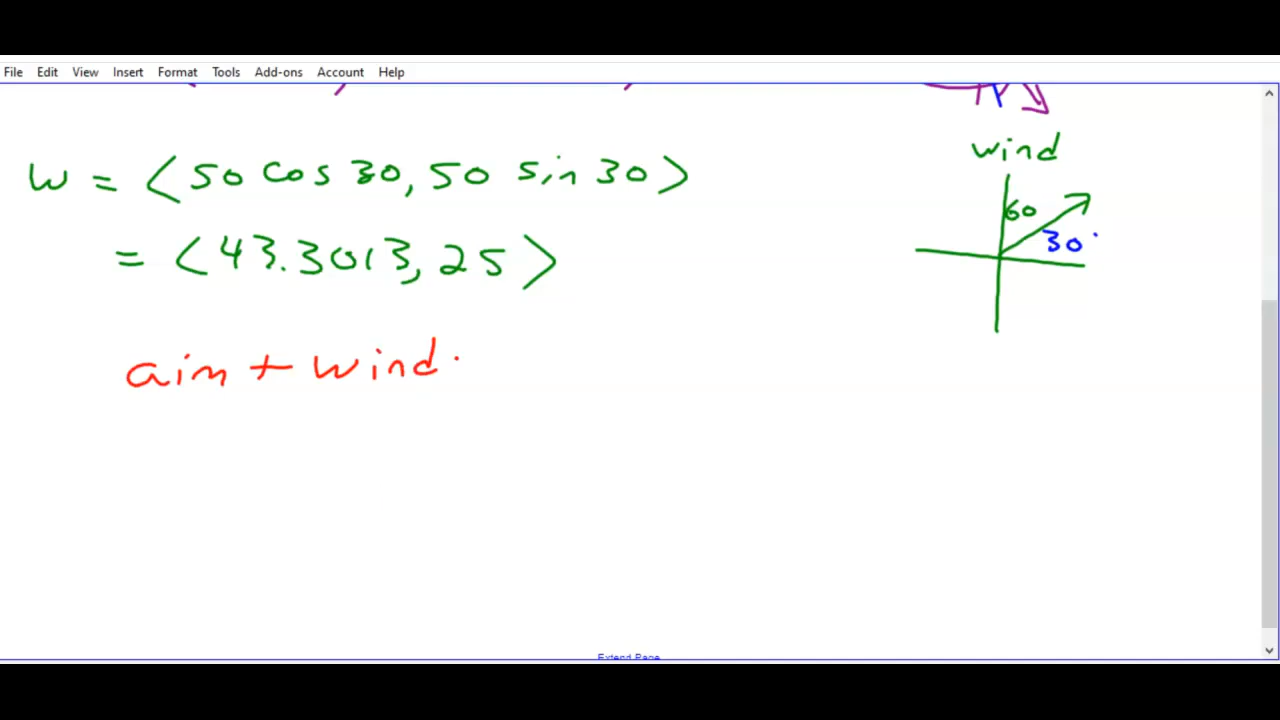 File Edit View Insert Format Tools Add-ons Account Help
wind
w = ⟨50 cos 30, 50 sin 30⟩
60
30
= ⟨43.3013, 25⟩
aim + wind
Extend Page